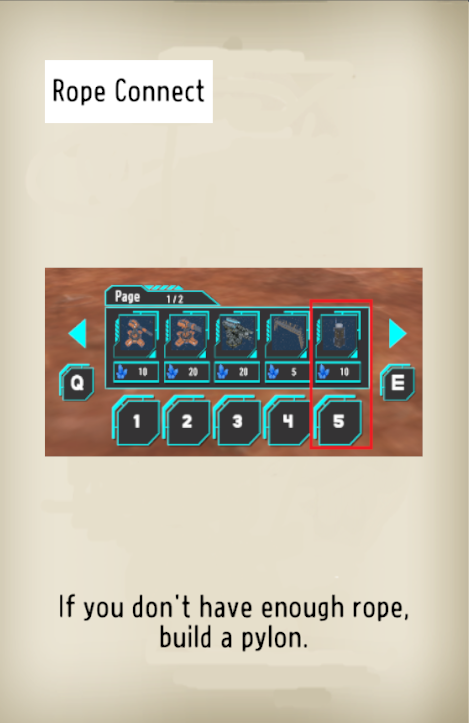 Rope Connect
Page 1/2
10 20 20 5 10
Q E
1 2 3 4 5
If you don't have enough rope,
build a pylon.